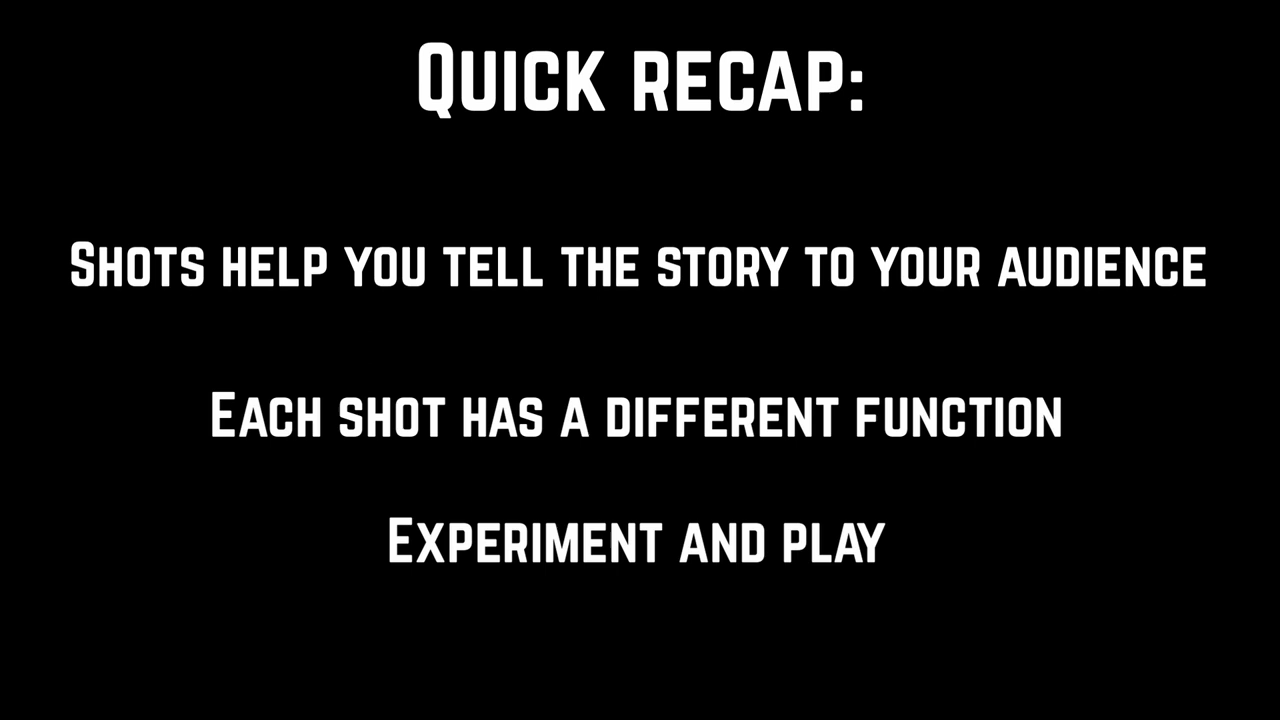 Quick recap:
Shots help you tell the story to your audience
Each shot has a different function
Experiment and play